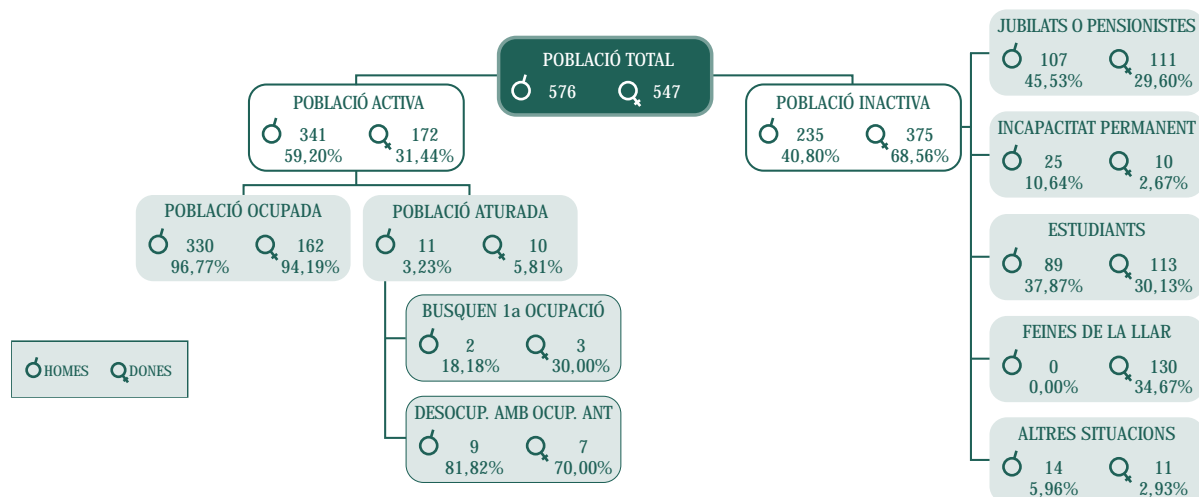 POBLACIÓ TOTAL
576 547
POBLACIÓ ACTIVA
341 172
59,20% 31,44%
POBLACIÓ INACTIVA
235 375
40,80% 68,56%
POBLACIÓ OCUPADA
330 162
96,77% 94,19%
POBLACIÓ ATURADA
11 10
3,23% 5,81%
BUSQUEN 1a OCUPACIÓ
2 3
18,18% 30,00%
DESOCUP. AMB OCUP. ANT
9 7
81,82% 70,00%
JUBILATS O PENSIONISTES
107 111
45,53% 29,60%
INCAPACITAT PERMANENT
25 10
10,64% 2,67%
ESTUDIANTS
89 113
37,87% 30,13%
FEINES DE LA LLAR
0 130
0,00% 34,67%
ALTRES SITUACIONS
14 11
5,96% 2,93%
HOMES DONES